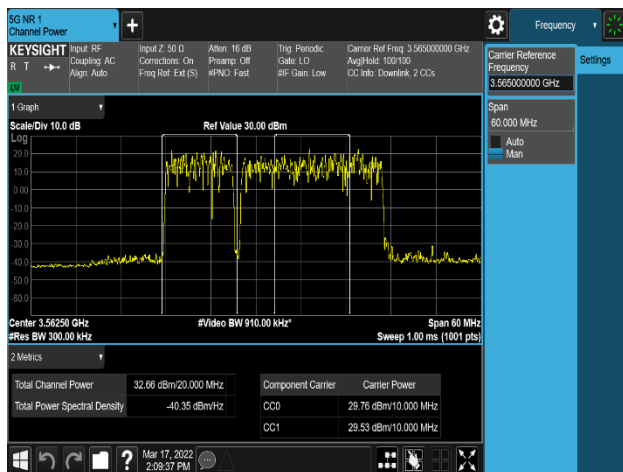 5G NR 1
Channel Power
+
Frequency
KEYSIGHT
R T
LXI
Input: RF
Coupling: AC
Align: Auto
Input Z: 50 Ω
Corrections: On
Freq Ref: Ext (S)
Atten: 16 dB
Preamp: Off
#PNO: Fast
Trig: Periodic
Gate: LO
#IF Gain: Low
Carrier Ref Freq: 3.565000000 GHz
Avg|Hold: 100/100
CC Info: Downlink, 2 CCs
Carrier Reference
Frequency
3.565000000 GHz
Settings
Span
60.000 MHz
Auto
Man
1 Graph
Scale/Div 10.0 dB
Ref Value 30.00 dBm
Log
20.0
10.0
0.00
-10.0
-20.0
-30.0
-40.0
-50.0
-60.0
Center 3.56250 GHz
#Video BW 910.00 kHz*
Span 60 MHz
#Res BW 300.00 kHz
Sweep 1.00 ms (1001 pts)
2 Metrics
Total Channel Power
32.66 dBm/20.000 MHz
Total Power Spectral Density
-40.35 dBm/Hz
Component Carrier
Carrier Power
CC0
29.76 dBm/10.000 MHz
CC1
29.53 dBm/10.000 MHz
?
Mar 17, 2022
2:09:37 PM